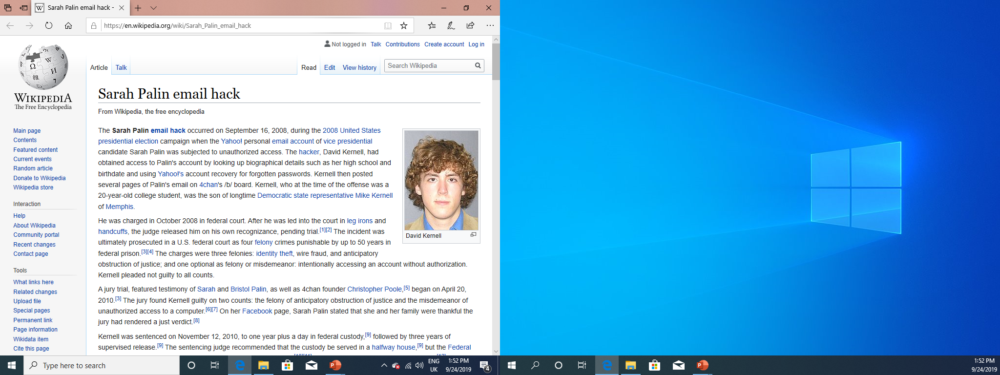 Sarah Palin email hack -
https://en.wikipedia.org/wiki/Sarah_Palin_email_hack
Not logged in Talk Contributions Create account Log in
Article Talk Read Edit View history Search Wikipedia
WIKIPEDIA
The Free Encyclopedia
Main page
Contents
Featured content
Current events
Random article
Donate to Wikipedia
Wikipedia store
Interaction
Help
About Wikipedia
Community portal
Recent changes
Contact page
Tools
What links here
Related changes
Upload file
Special pages
Permanent link
Page information
Wikidata item
Cite this page
Sarah Palin email hack
From Wikipedia, the free encyclopedia
The Sarah Palin email hack occurred on September 16, 2008, during the 2008 United States
presidential election campaign when the Yahoo! personal email account of vice presidential
candidate Sarah Palin was subjected to unauthorized access. The hacker, David Kernell, had
obtained access to Palin's account by looking up biographical details such as her high school and
birthdate and using Yahoo!'s account recovery for forgotten passwords. Kernell then posted
several pages of Palin's email on 4chan's /b/ board. Kernell, who at the time of the offense was a
20-year-old college student, was the son of longtime Democratic state representative Mike Kernell
of Memphis.
David Kernell
He was charged in October 2008 in federal court. After he was led into the court in leg irons and
handcuffs, the judge released him on his own recognizance, pending trial.[1][2] The incident was
ultimately prosecuted in a U.S. federal court as four felony crimes punishable by up to 50 years in
federal prison.[3][4] The charges were three felonies: identity theft, wire fraud, and anticipatory
obstruction of justice; and one optional as felony or misdemeanor: intentionally accessing an account without authorization.
Kernell pleaded not guilty to all counts.
A jury trial, featured testimony of Sarah and Bristol Palin, as well as 4chan founder Christopher Poole,[5] began on April 20,
2010.[3] The jury found Kernell guilty on two counts: the felony of anticipatory obstruction of justice and the misdemeanor of
unauthorized access to a computer.[6][7] On her Facebook page, Sarah Palin stated that she and her family were thankful the
jury had rendered a just verdict.[8]
Kernell was sentenced on November 12, 2010, to one year plus a day in federal custody,[9] followed by three years of
supervised release.[9] The sentencing judge recommended that the custody be served in a halfway house,[9] but the Federal
Type here to search
ENG
UK
1:52 PM
9/24/2019
4
1:52 PM
9/24/2019